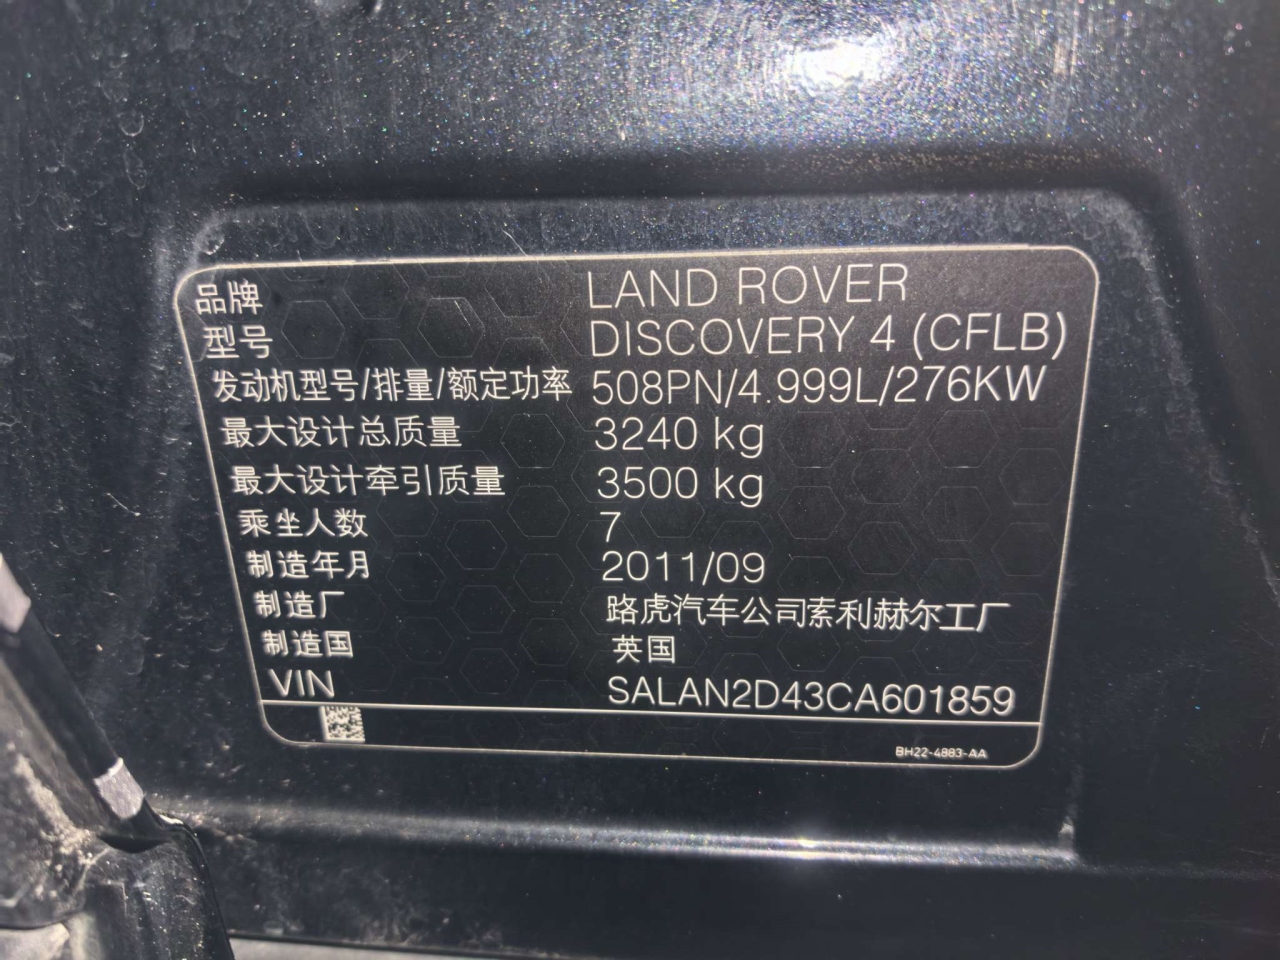 品牌 LAND ROVER
型号 DISCOVERY 4 (CFLB)
发动机型号/排量/额定功率 508PN/4.999L/276KW
最大设计总质量 3240 kg
最大设计牵引质量 3500 kg
乘坐人数 7
制造年月 2011/09
制造厂 路虎汽车公司索利赫尔工厂
制造国 英国
VIN SALAN2D43CA601859
BH22-4883-AA